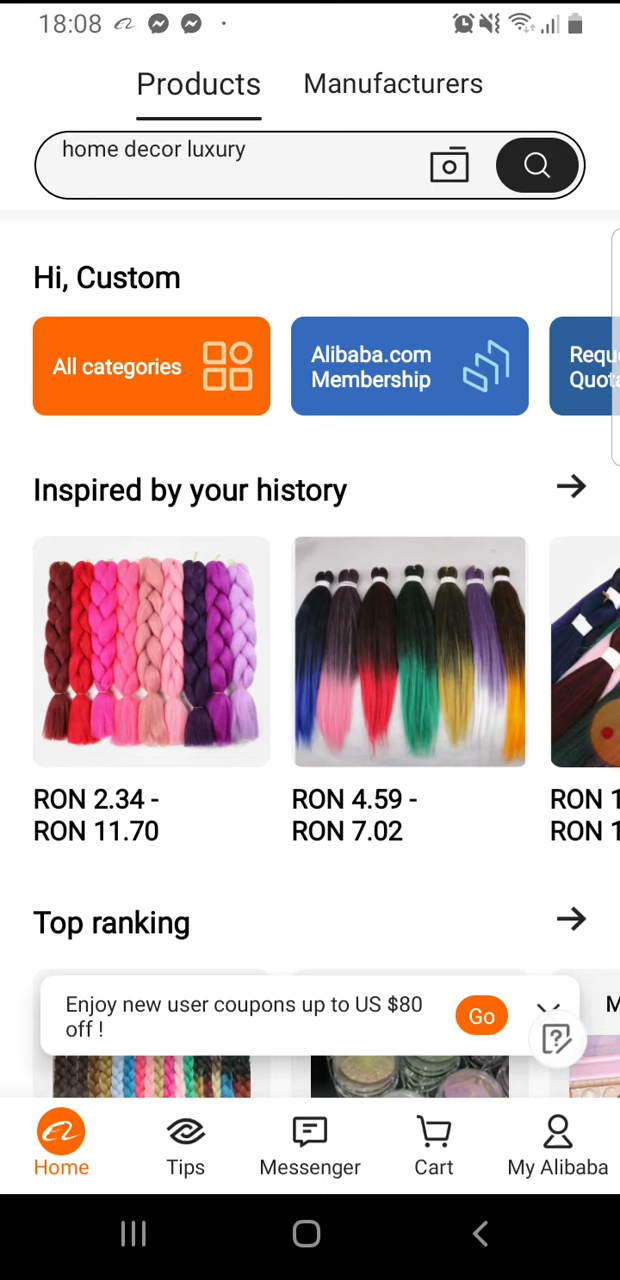 18:08
Products Manufacturers
home decor luxury
Hi, Custom
All categories
Alibaba.com
Membership
Inspired by your history
RON 2.34 -
RON 11.70
RON 4.59 -
RON 7.02
Top ranking
Enjoy new user coupons up to US $80
off !
Go
Home
Tips
Messenger
Cart
My Alibaba